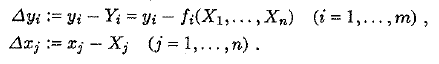 Δy_i := y_i − Y_i = y_i − f_i(X_1, . . . , X_n)   (i = 1, . . . , m) ,
Δx_j := x_j − X_j   (j = 1, . . . , n) .